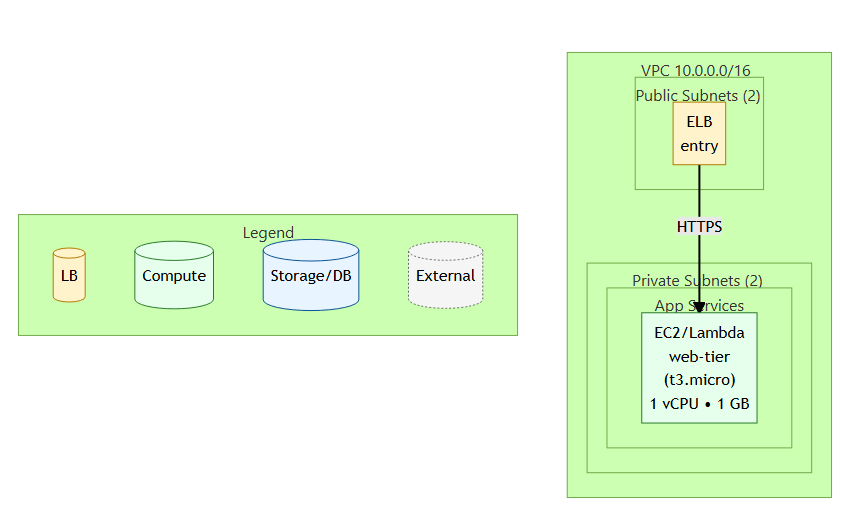 Legend
LB
Compute
Storage/DB
External
VPC 10.0.0.0/16
Public Subnets (2)
ELB
entry
HTTPS
Private Subnets (2)
App Services
EC2/Lambda
web-tier
(t3.micro)
1 vCPU • 1 GB